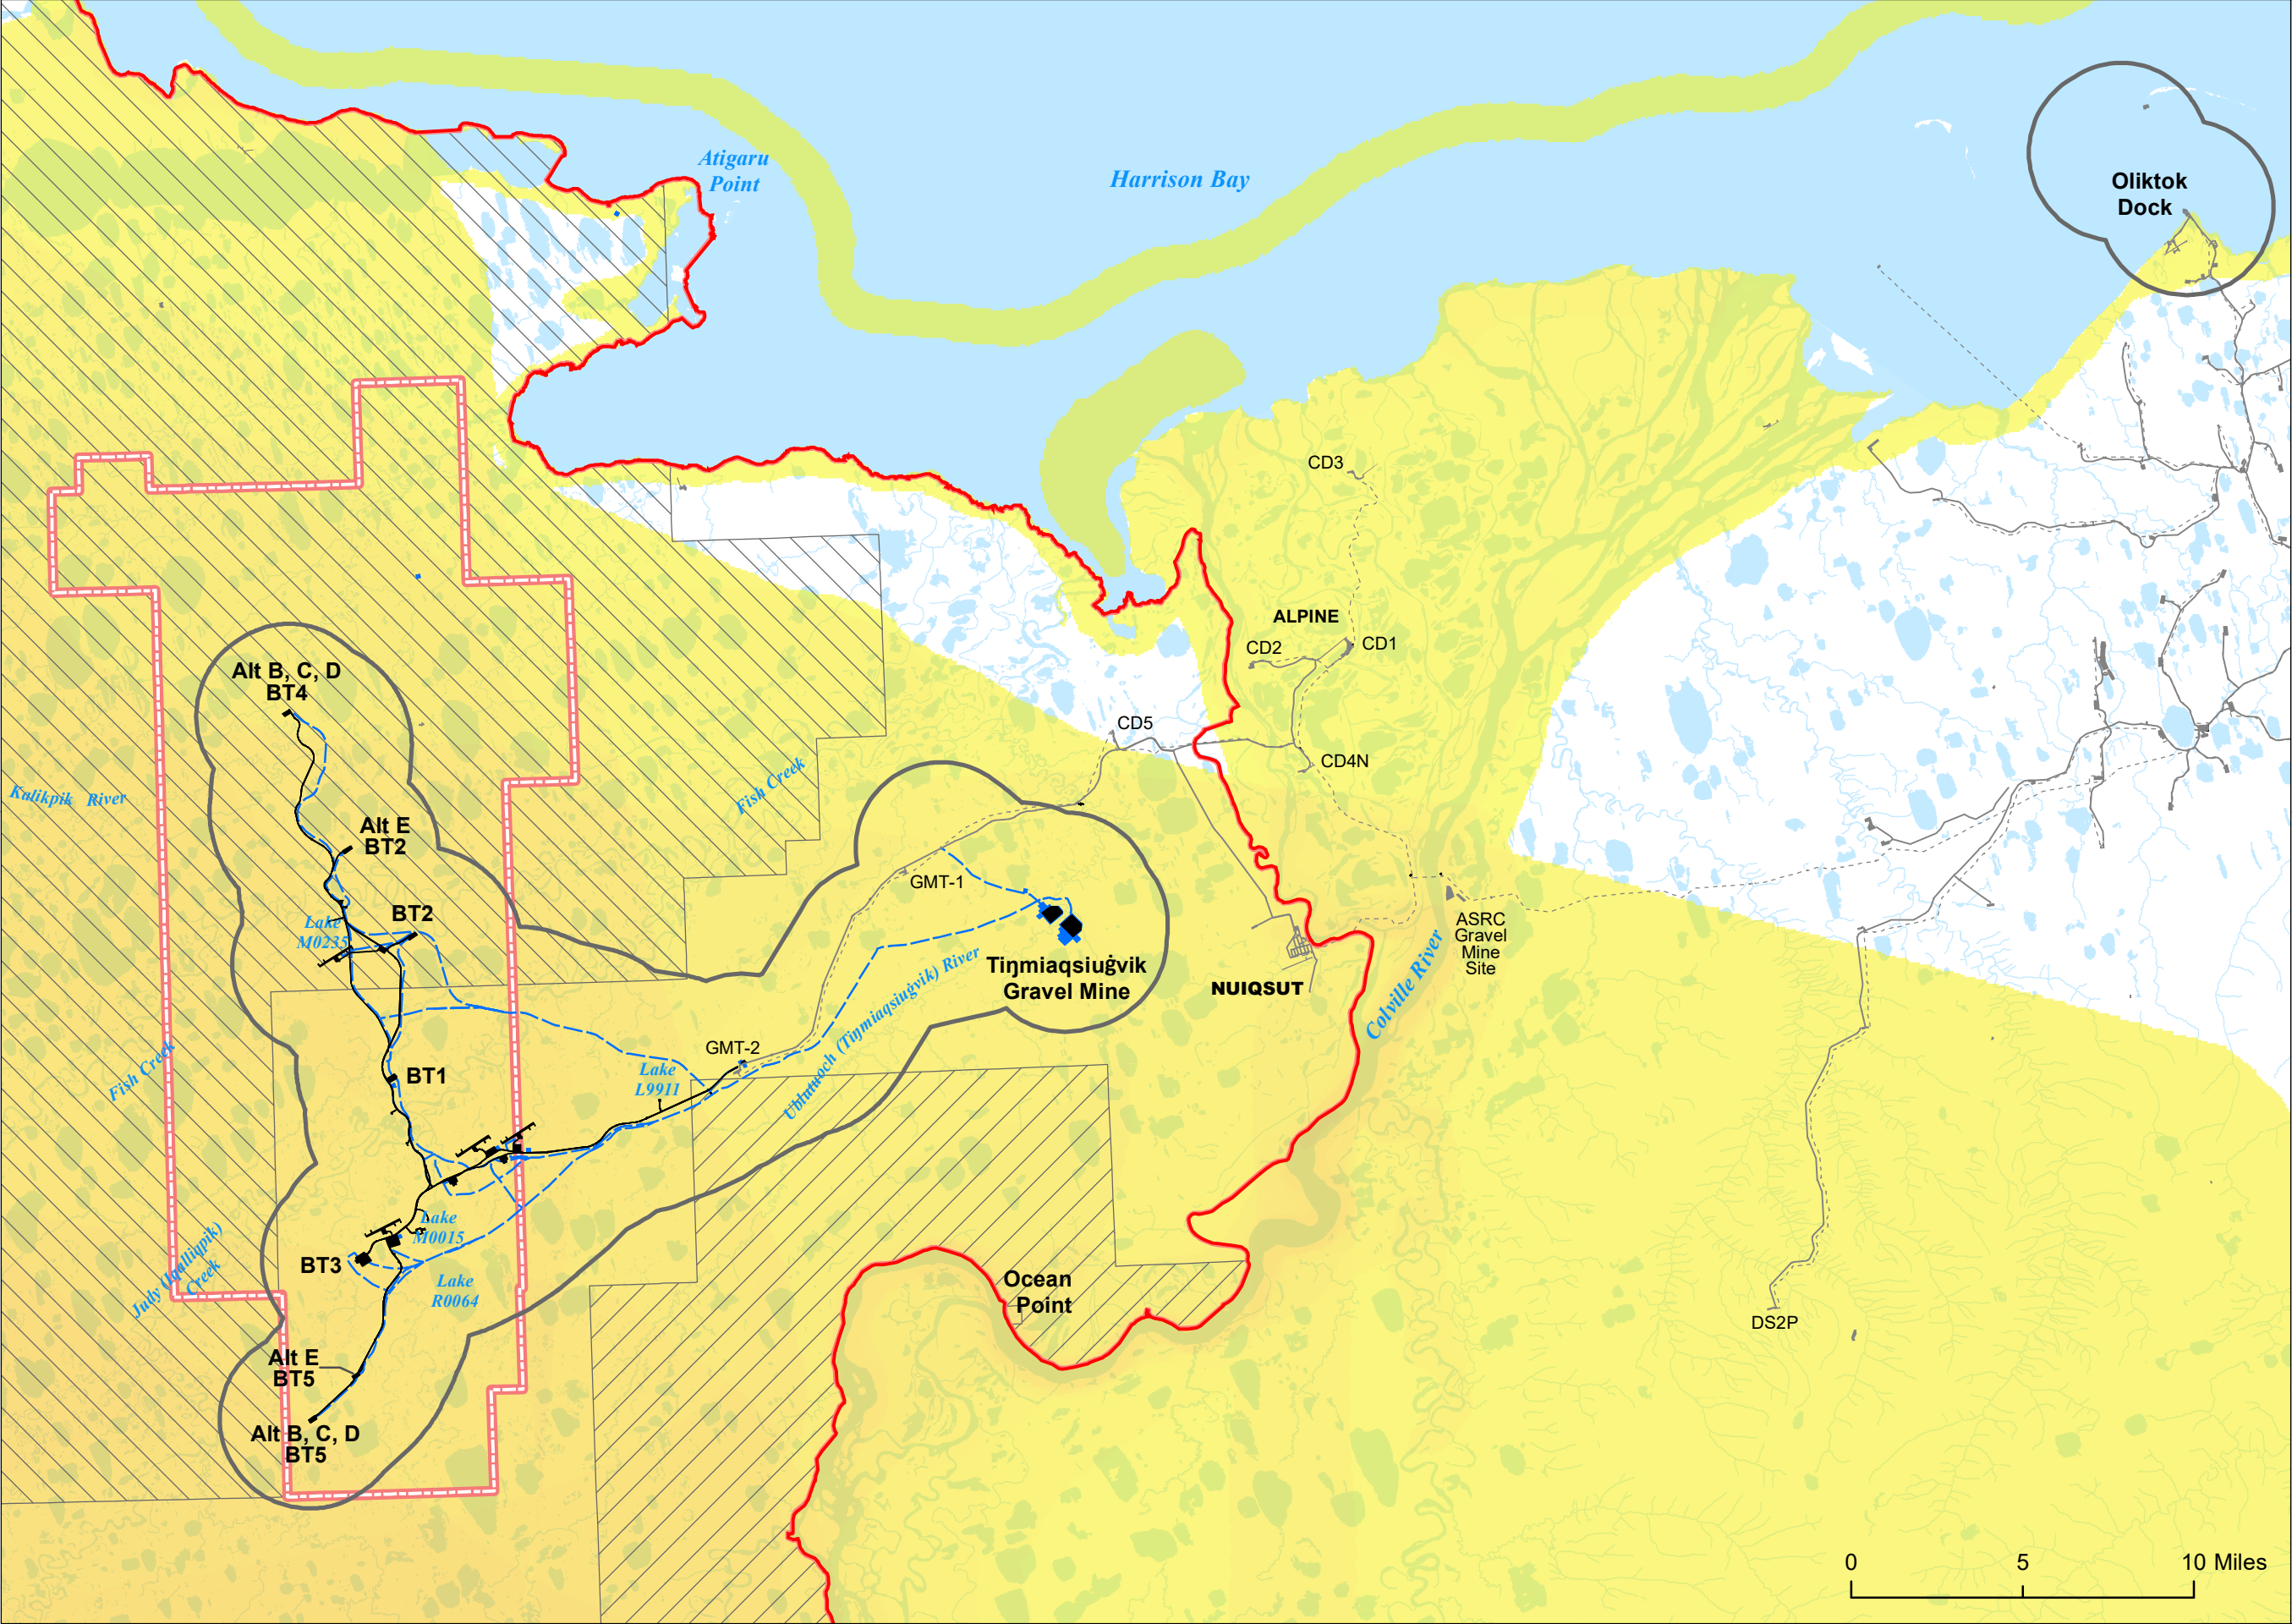 Atigaru
Point
Harrison Bay
Oliktok
Dock
CD3
ALPINE
CD2
CD1
Alt B, C, D
BT4
CD5
CD4N
Kalikpik River
Fish Creek
Alt E
BT2
GMT-1
BT2
Lake
M0235
ASRC
Gravel
Mine
Site
Tiŋmiaqsiuġvik
Gravel Mine
NUIQSUT
Colville River
Ublutuoch (Tiŋmiaqsiuġvik) River
GMT-2
Lake
L9911
Fish Creek
BT1
Lake
M0015
Judy (Iqalliqpik)
Creek
BT3
Lake
R0064
Ocean
Point
DS2P
Alt E
BT5
Alt B, C, D
BT5
0 5 10 Miles